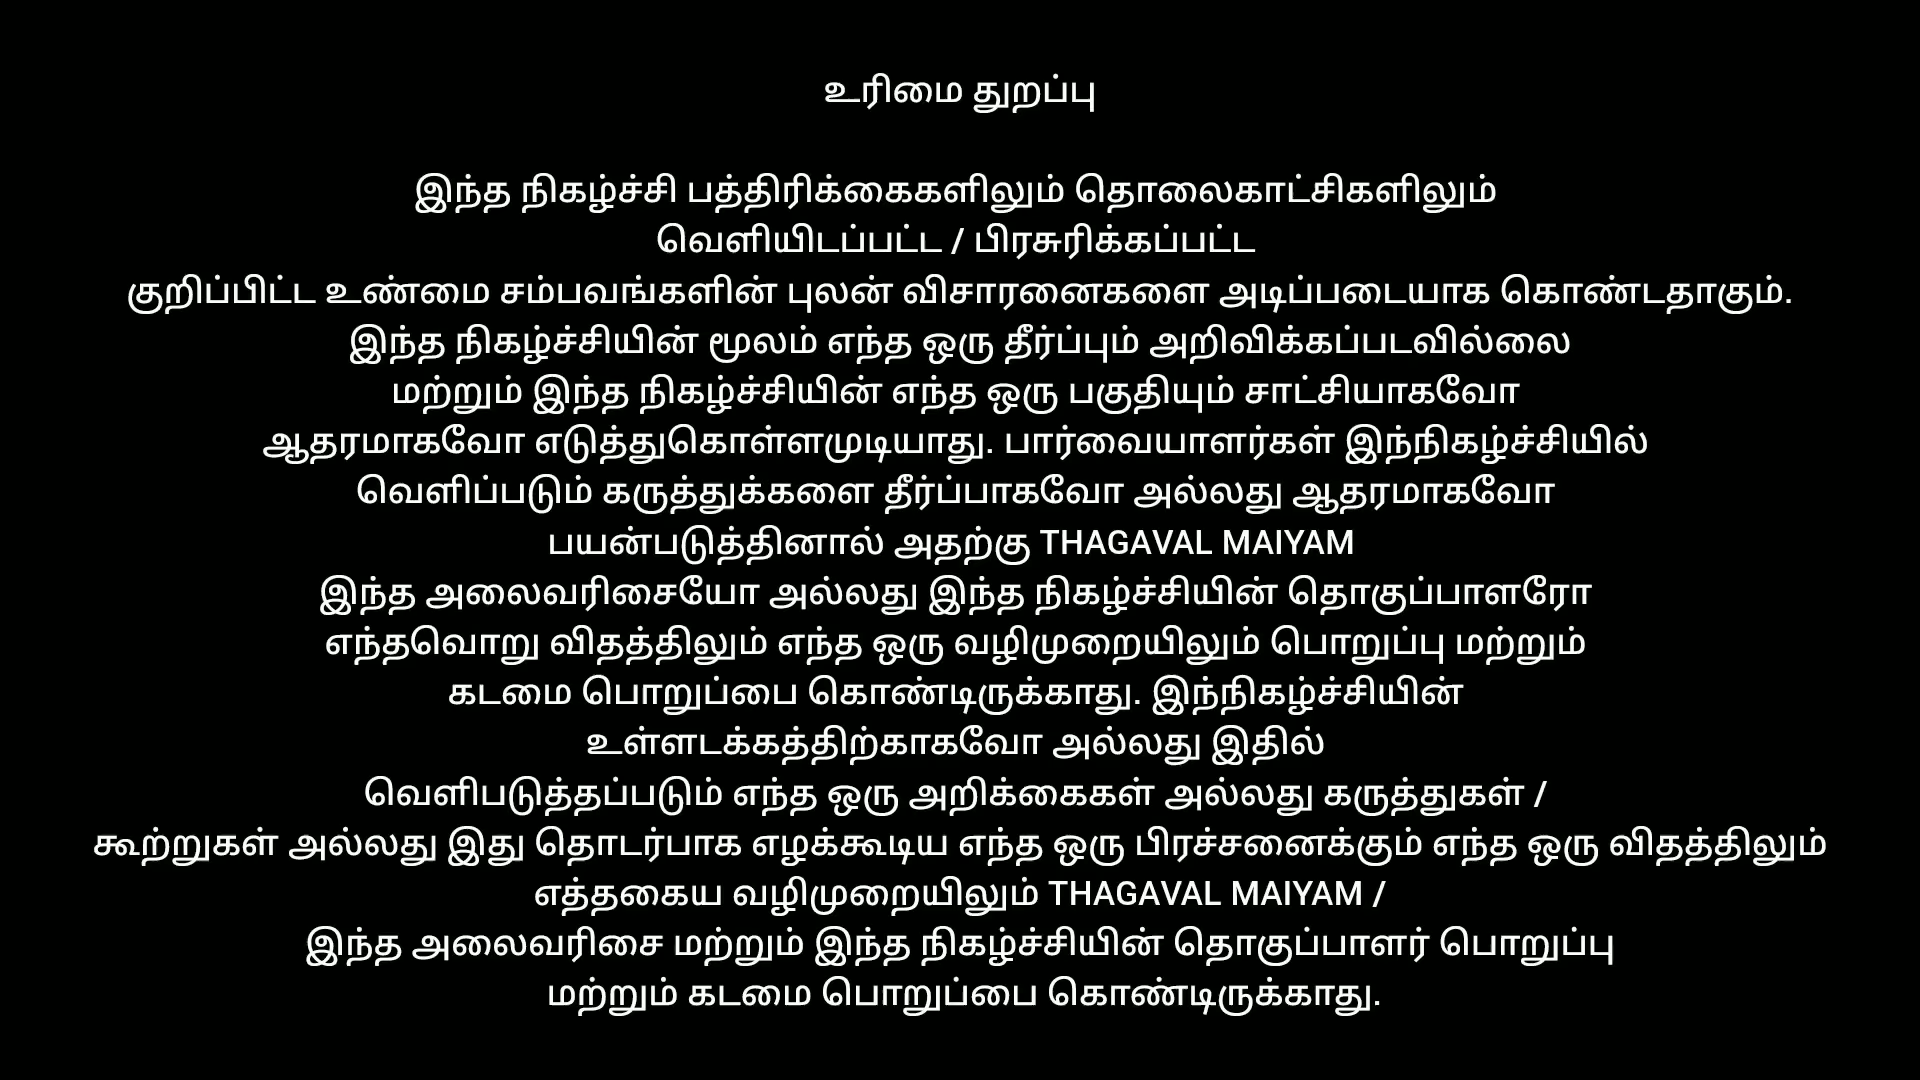 உரிமை துறப்பு
இந்த நிகழ்ச்சி பத்திரிக்கைகளிலும் தொலைகாட்சிகளிலும்
வெளியிடப்பட்ட / பிரசுரிக்கப்பட்ட
குறிப்பிட்ட உண்மை சம்பவங்களின் புலன் விசாரனைகளை அடிப்படையாக கொண்டதாகும்.
இந்த நிகழ்ச்சியின் மூலம் எந்த ஒரு தீர்ப்பும் அறிவிக்கப்படவில்லை
மற்றும் இந்த நிகழ்ச்சியின் எந்த ஒரு பகுதியும் சாட்சியாகவோ
ஆதரமாகவோ எடுத்துகொள்ளமுடியாது. பார்வையாளர்கள் இந்நிகழ்ச்சியில்
வெளிப்படும் கருத்துக்களை தீர்ப்பாகவோ அல்லது ஆதரமாகவோ
பயன்படுத்தினால் அதற்கு THAGAVAL MAIYAM
இந்த அலைவரிசையோ அல்லது இந்த நிகழ்ச்சியின் தொகுப்பாளரோ
எந்தவொறு விதத்திலும் எந்த ஒரு வழிமுறையிலும் பொறுப்பு மற்றும்
கடமை பொறுப்பை கொண்டிருக்காது. இந்நிகழ்ச்சியின்
உள்ளடக்கத்திற்காகவோ அல்லது இதில்
வெளிபடுத்தப்படும் எந்த ஒரு அறிக்கைகள் அல்லது கருத்துகள் /
கூற்றுகள் அல்லது இது தொடர்பாக எழக்கூடிய எந்த ஒரு பிரச்சனைக்கும் எந்த ஒரு விதத்திலும்
எத்தகைய வழிமுறையிலும் THAGAVAL MAIYAM /
இந்த அலைவரிசை மற்றும் இந்த நிகழ்ச்சியின் தொகுப்பாளர் பொறுப்பு
மற்றும் கடமை பொறுப்பை கொண்டிருக்காது.